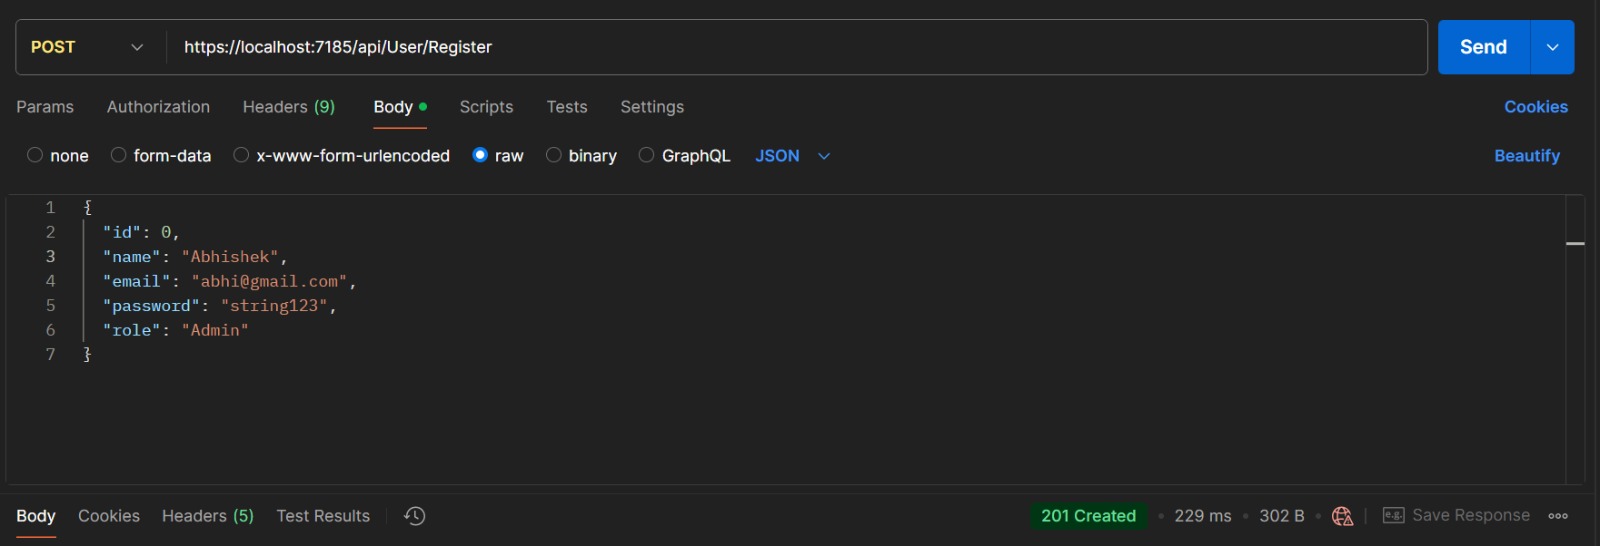 POST https://localhost:7185/api/User/Register Send
Params Authorization Headers (9) Body Scripts Tests Settings Cookies
none form-data x-www-form-urlencoded raw binary GraphQL JSON Beautify
1 {
2 "id": 0,
3 "name": "Abhishek",
4 "email": "abhi@gmail.com",
5 "password": "string123",
6 "role": "Admin"
7 }
Body Cookies Headers (5) Test Results 201 Created 229 ms 302 B e.g. Save Response